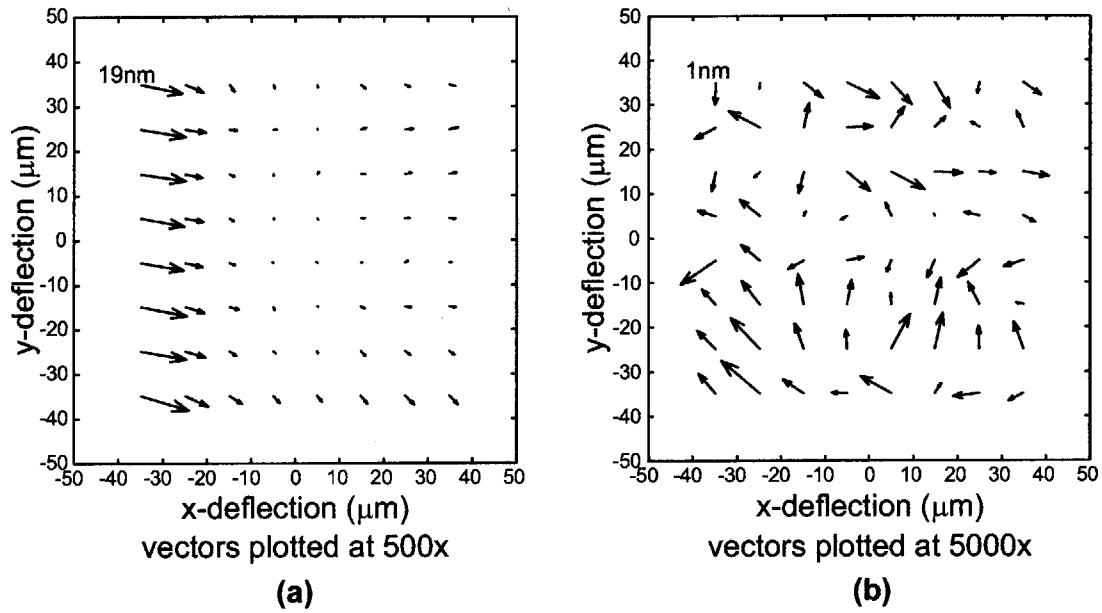 50 50
40 40
19nm 1nm
30 30
20 20
10 10
0 0
-10 -10
-20 -20
-30 -30
-40 -40
-50 -50
y-deflection (μm) y-deflection (μm)
-50 -40 -30 -20 -10 0 10 20 30 40 50 -50 -40 -30 -20 -10 0 10 20 30 40 50
x-deflection (μm) x-deflection (μm)
vectors plotted at 500x vectors plotted at 5000x
(a) (b)